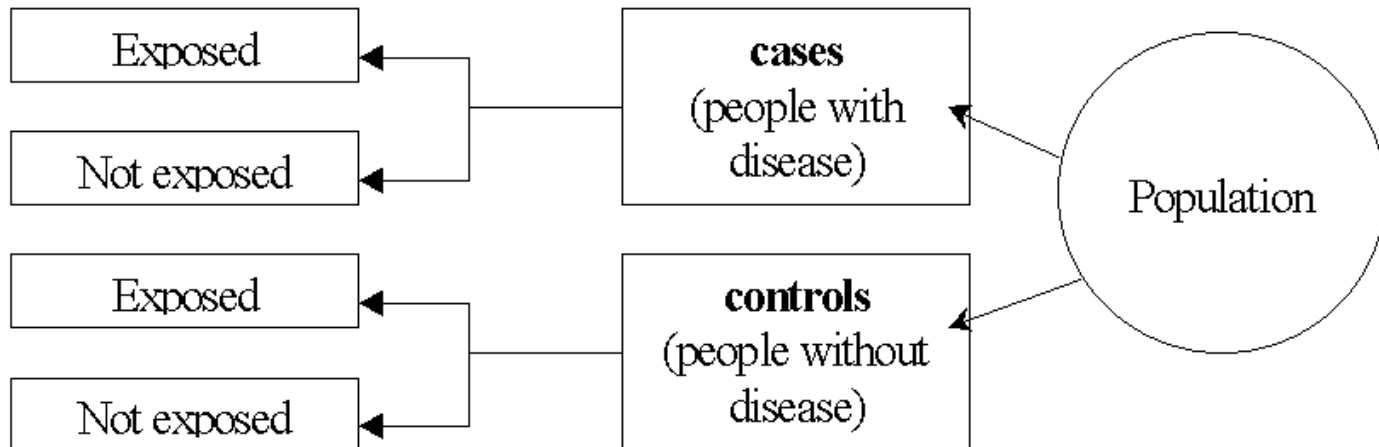 Exposed
Not exposed
cases
(people with
disease)
Population
Exposed
Not exposed
controls
(people without
disease)